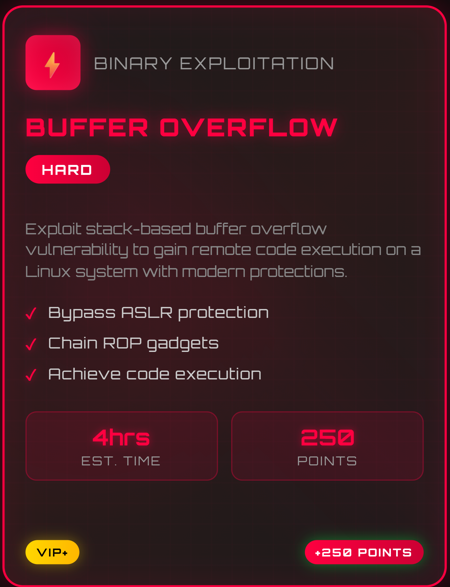 BINARY EXPLOITATION
BUFFER OVERFLOW
HARD
Exploit stack-based buffer overflow
vulnerability to gain remote code execution on a
Linux system with modern protections.
✓ Bypass ASLR protection
✓ Chain ROP gadgets
✓ Achieve code execution
4hrs
EST. TIME
250
POINTS
VIP+
+250 POINTS